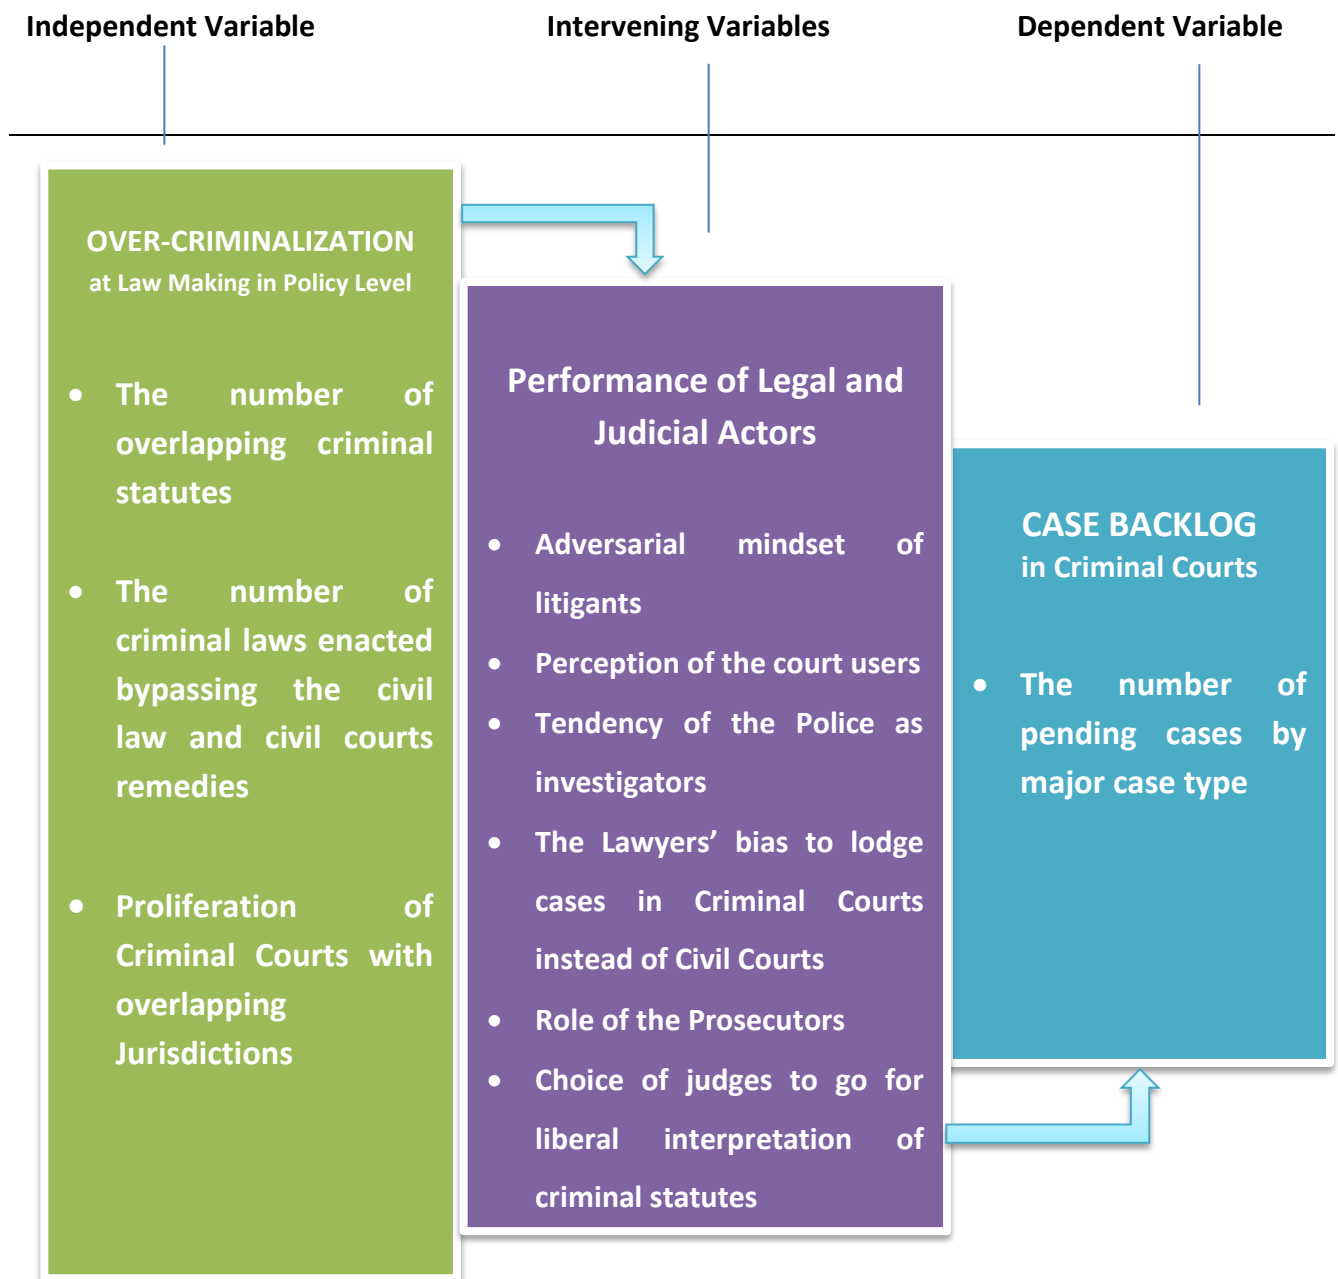 Independent Variable
Intervening Variables
Dependent Variable
OVER-CRIMINALIZATION
at Law Making in Policy Level
• The number of
overlapping criminal
statutes
• The number of
criminal laws enacted
bypassing the civil
law and civil courts
remedies
• Proliferation of
Criminal Courts with
overlapping
Jurisdictions
Performance of Legal and
Judicial Actors
• Adversarial mindset of
litigants
• Perception of the court users
• Tendency of the Police as
investigators
• The Lawyers’ bias to lodge
cases in Criminal Courts
instead of Civil Courts
• Role of the Prosecutors
• Choice of judges to go for
liberal interpretation of
criminal statutes
CASE BACKLOG
in Criminal Courts
• The number of
pending cases by
major case type